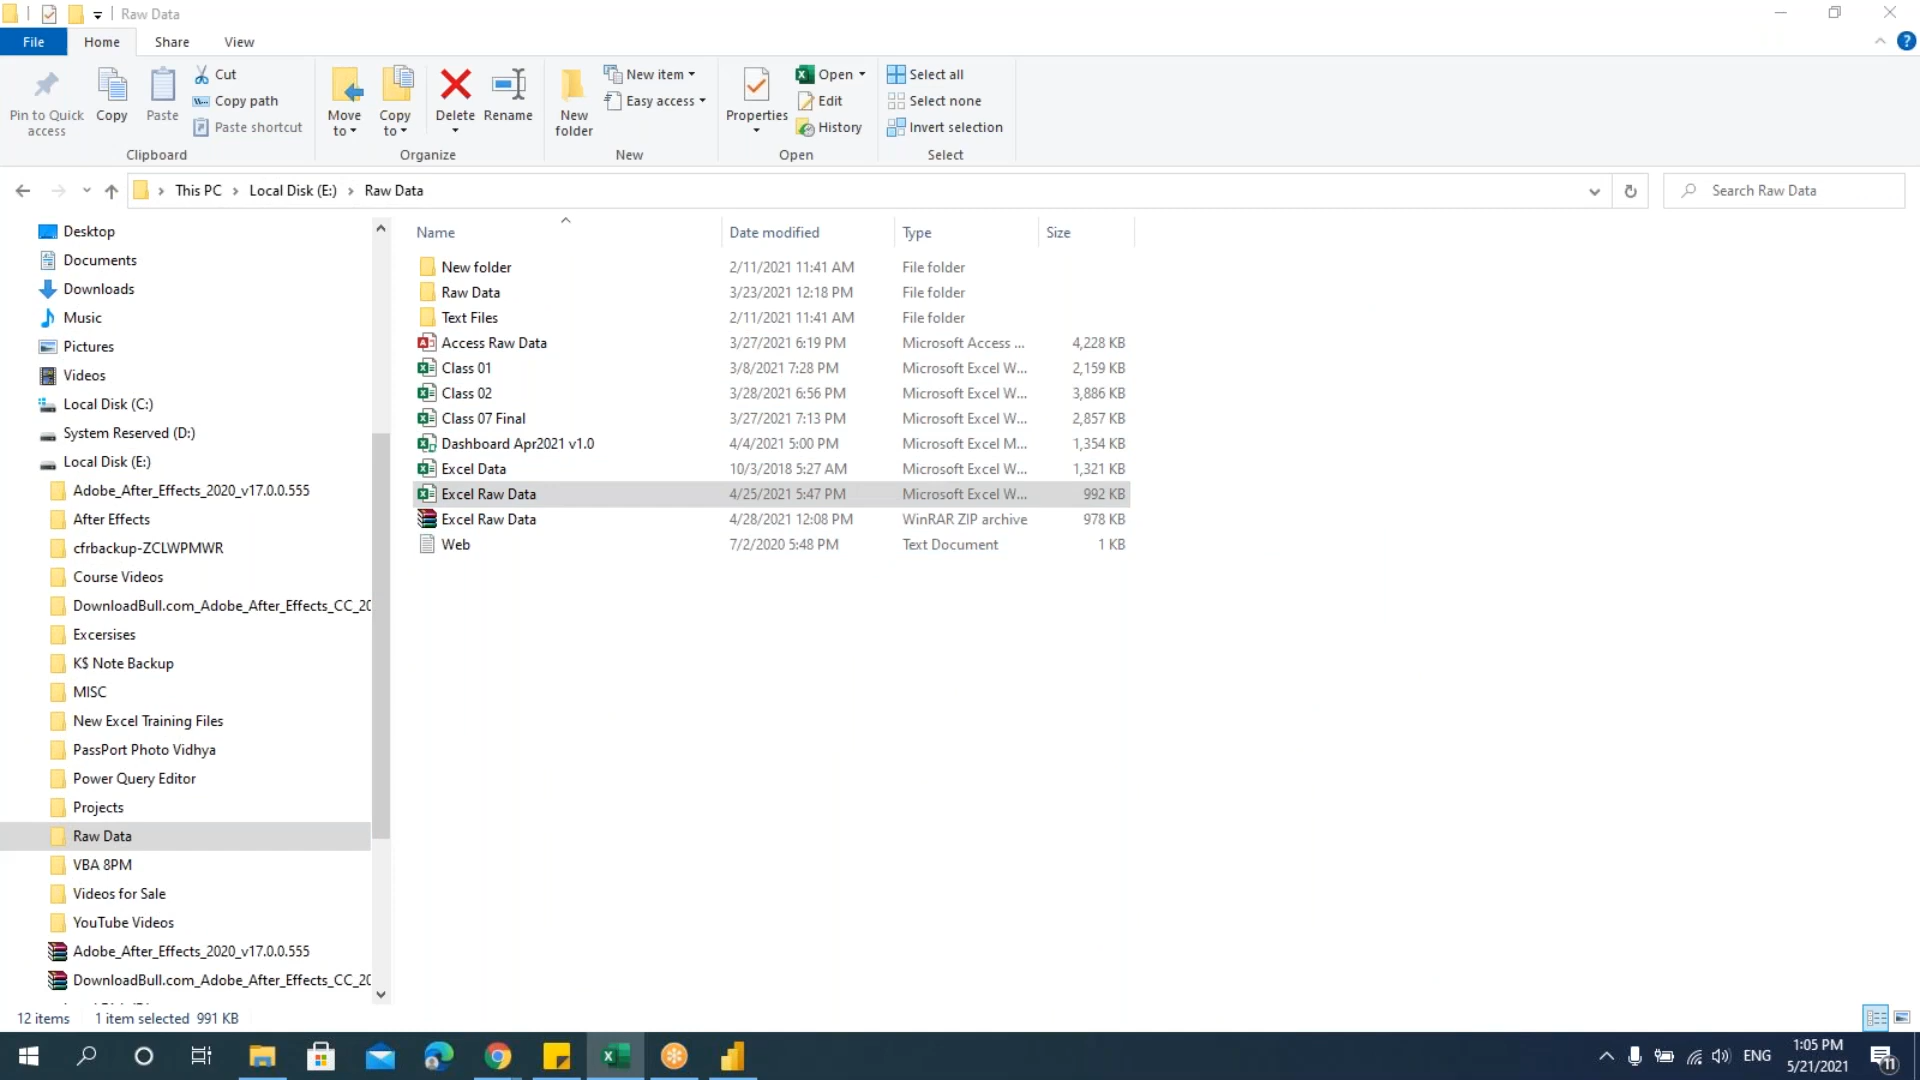 Raw Data
File Home Share View
Pin to Quick access
Copy
Paste
Cut
Copy path
Paste shortcut
Clipboard
Move to
Copy to
Delete
Rename
Organize
New folder
New item
Easy access
New
Properties
Open
Edit
History
Open
Select all
Select none
Invert selection
Select
This PC Local Disk (E:) Raw Data
Search Raw Data
Desktop
Documents
Downloads
Music
Pictures
Videos
Local Disk (C:)
System Reserved (D:)
Local Disk (E:)
Adobe_After_Effects_2020_v17.0.0.555
After Effects
cfrbackup-ZCLWPMWR
Course Videos
DownloadBull.com_Adobe_After_Effects_CC_20
Excersises
K$ Note Backup
MISC
New Excel Training Files
PassPort Photo Vidhya
Power Query Editor
Projects
Raw Data
VBA 8PM
Videos for Sale
YouTube Videos
Adobe_After_Effects_2020_v17.0.0.555
DownloadBull.com_Adobe_After_Effects_CC_20
Name Date modified Type Size
New folder 2/11/2021 11:41 AM File folder
Raw Data 3/23/2021 12:18 PM File folder
Text Files 2/11/2021 11:41 AM File folder
Access Raw Data 3/27/2021 6:19 PM Microsoft Access ... 4,228 KB
Class 01 3/8/2021 7:28 PM Microsoft Excel W... 2,159 KB
Class 02 3/28/2021 6:56 PM Microsoft Excel W... 3,886 KB
Class 07 Final 3/27/2021 7:13 PM Microsoft Excel W... 2,857 KB
Dashboard Apr2021 v1.0 4/4/2021 5:00 PM Microsoft Excel M... 1,354 KB
Excel Data 10/3/2018 5:27 AM Microsoft Excel W... 1,321 KB
Excel Raw Data 4/25/2021 5:47 PM Microsoft Excel W... 992 KB
Excel Raw Data 4/28/2021 12:08 PM WinRAR ZIP archive 978 KB
Web 7/2/2020 5:48 PM Text Document 1 KB
12 items 1 item selected 991 KB
ENG
1:05 PM
5/21/2021
11